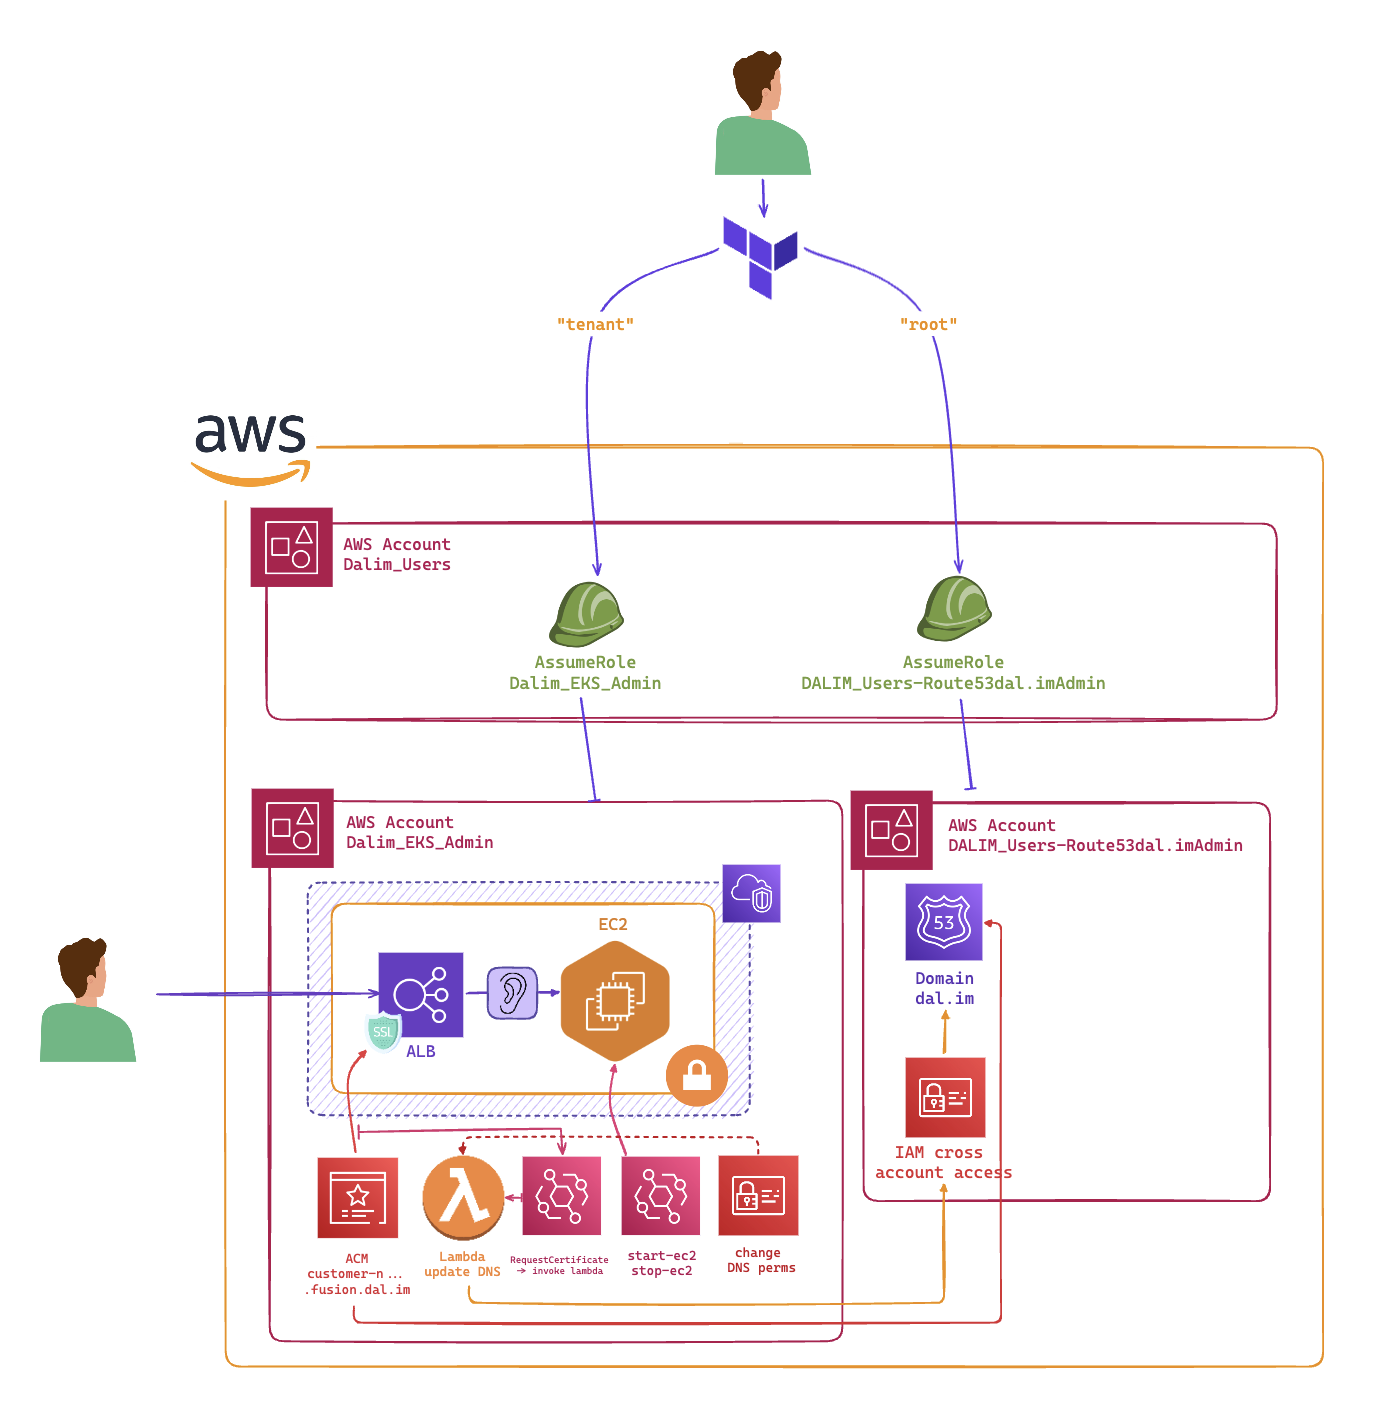 "tenant"
"root"
aws
AWS Account
Dalim_Users
AssumeRole
Dalim_EKS_Admin
AssumeRole
DALIM_Users-Route53dal.imAdmin
AWS Account
Dalim_EKS_Admin
AWS Account
DALIM_Users-Route53dal.imAdmin
EC2
53
Domain
dal.im
SSL
ALB
IAM cross
account access
ACM
customer-n...
.fusion.dal.im
Lambda
update DNS
RequestCertificate
→ invoke lambda
start-ec2
stop-ec2
change
DNS perms